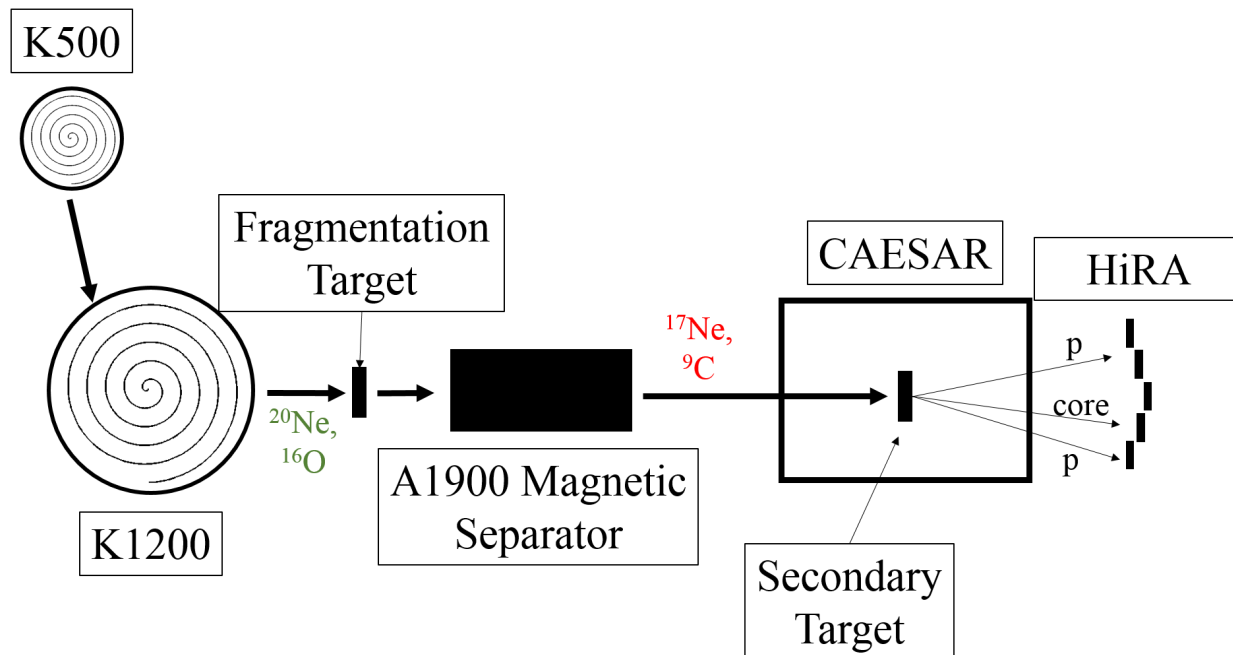 K500
Fragmentation
Target
CAESAR
HiRA
¹⁷Ne,
⁹C
p
core
p
²⁰Ne,
¹⁶O
A1900 Magnetic
Separator
K1200
Secondary
Target